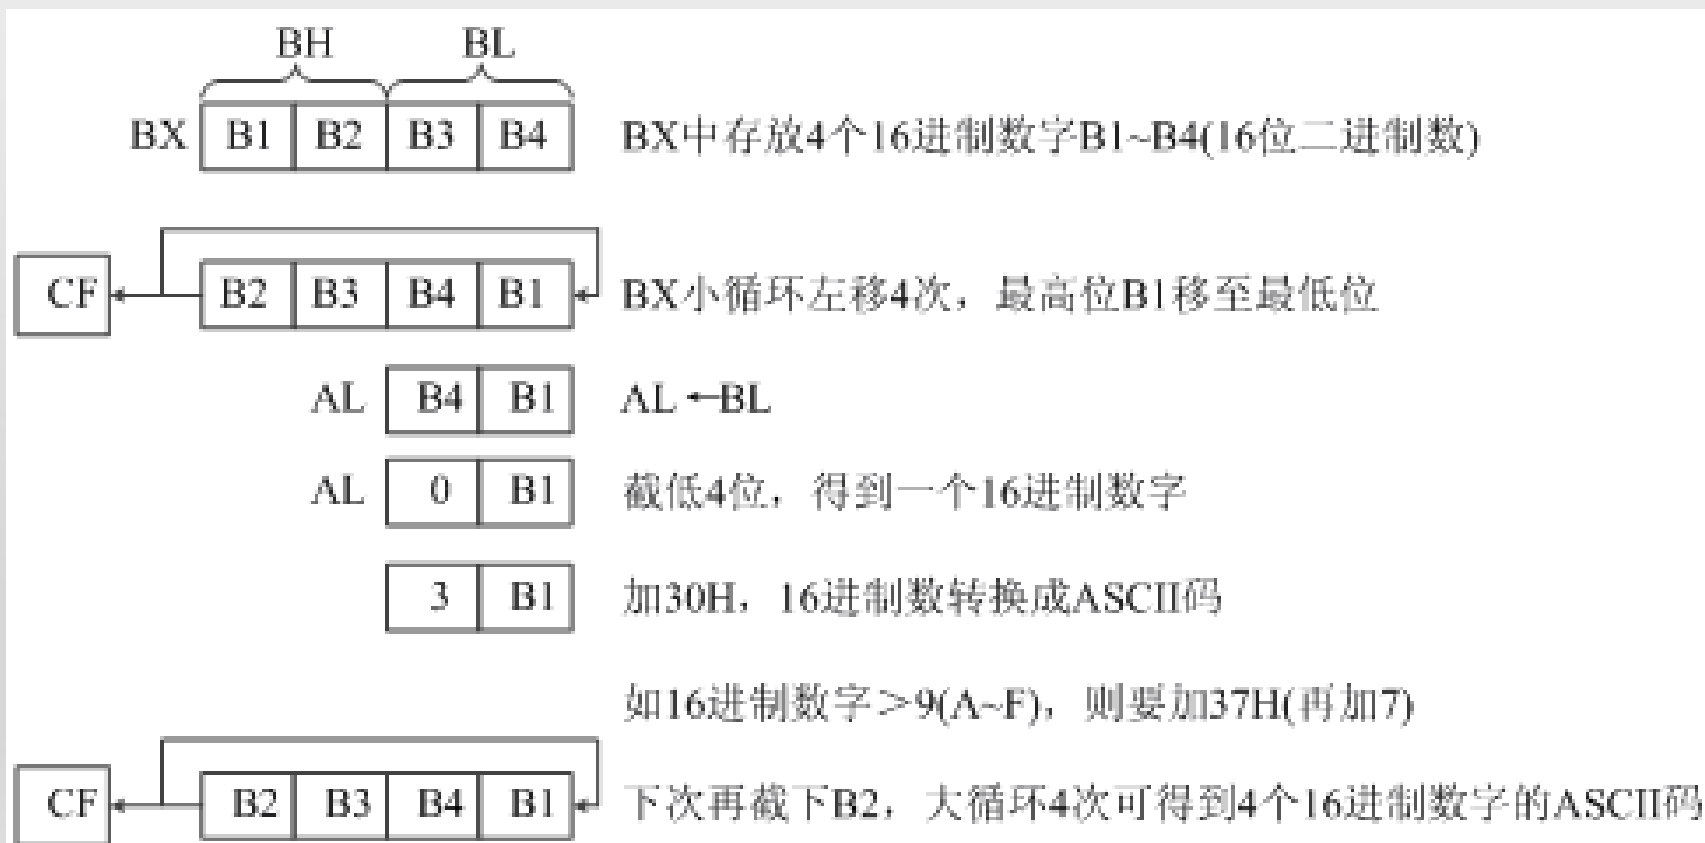 BH BL
BX B1 B2 B3 B4 BX中存放4个16进制数字B1~B4(16位二进制数)
CF B2 B3 B4 B1 BX小循环左移4次，最高位B1移至最低位
AL B4 B1 AL←BL
AL 0 B1 截低4位，得到一个16进制数字
3 B1 加30H，16进制数转换成ASCII码
如16进制数字＞9(A~F)，则要加37H(再加7)
CF B2 B3 B4 B1 下次再截下B2，大循环4次可得到4个16进制数字的ASCII码